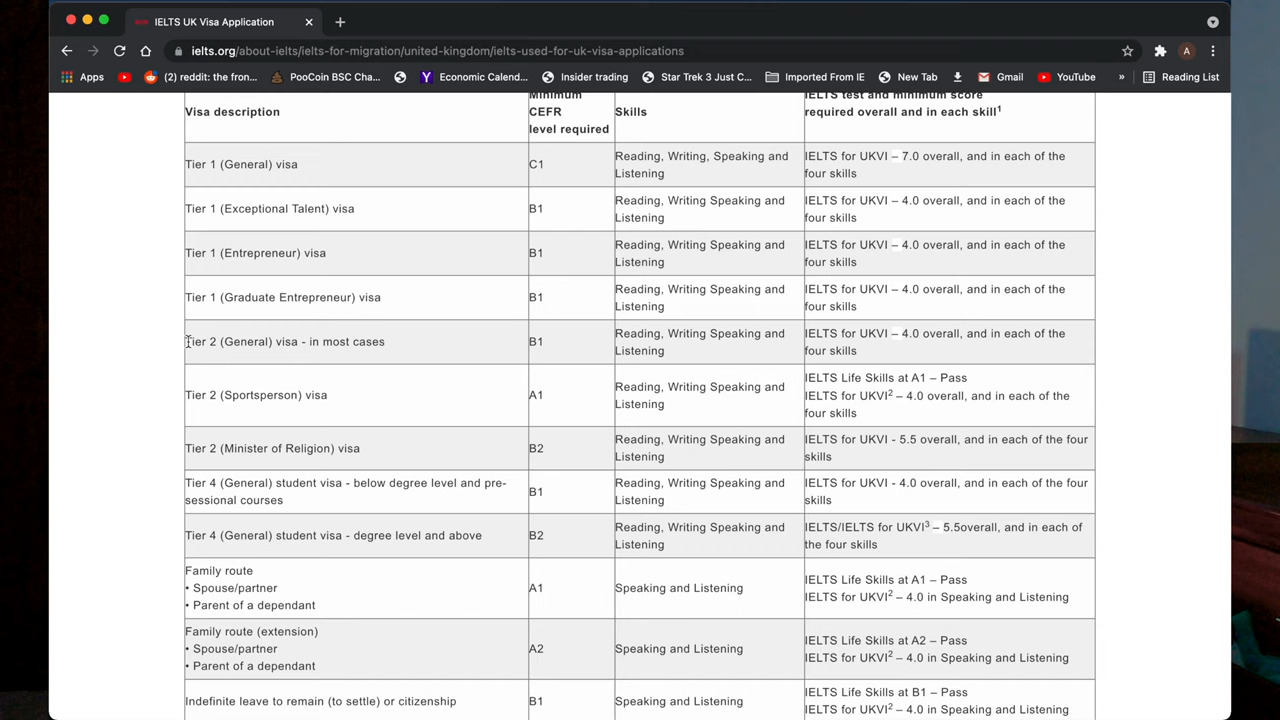 IELTS UK Visa Application
ielts.org/about-ielts/ielts-for-migration/united-kingdom/ielts-used-for-uk-visa-applications
A
Apps
(2) reddit: the fron...
PooCoin BSC Char...
Economic Calend...
Insider trading
Star Trek 3 Just C...
Imported From IE
New Tab
Gmail
YouTube
»
Reading List
Visa description
Minimum
CEFR
level required
Skills
IELTS test and minimum score
required overall and in each skill1
Tier 1 (General) visa
C1
Reading, Writing, Speaking and
Listening
IELTS for UKVI – 7.0 overall, and in each of the
four skills
Tier 1 (Exceptional Talent) visa
B1
Reading, Writing Speaking and
Listening
IELTS for UKVI – 4.0 overall, and in each of the
four skills
Tier 1 (Entrepreneur) visa
B1
Reading, Writing Speaking and
Listening
IELTS for UKVI – 4.0 overall, and in each of the
four skills
Tier 1 (Graduate Entrepreneur) visa
B1
Reading, Writing Speaking and
Listening
IELTS for UKVI – 4.0 overall, and in each of the
four skills
Tier 2 (General) visa - in most cases
B1
Reading, Writing Speaking and
Listening
IELTS for UKVI – 4.0 overall, and in each of the
four skills
Tier 2 (Sportsperson) visa
A1
Reading, Writing Speaking and
Listening
IELTS Life Skills at A1 – Pass
IELTS for UKVI2 – 4.0 overall, and in each of the
four skills
Tier 2 (Minister of Religion) visa
B2
Reading, Writing Speaking and
Listening
IELTS for UKVI - 5.5 overall, and in each of the four
skills
Tier 4 (General) student visa - below degree level and pre-
sessional courses
B1
Reading, Writing Speaking and
Listening
IELTS for UKVI - 4.0 overall, and in each of the four
skills
Tier 4 (General) student visa - degree level and above
B2
Reading, Writing Speaking and
Listening
IELTS/IELTS for UKVI3 – 5.5overall, and in each of
the four skills
Family route
• Spouse/partner
• Parent of a dependant
A1
Speaking and Listening
IELTS Life Skills at A1 – Pass
IELTS for UKVI2 – 4.0 in Speaking and Listening
Family route (extension)
• Spouse/partner
• Parent of a dependant
A2
Speaking and Listening
IELTS Life Skills at A2 – Pass
IELTS for UKVI2 – 4.0 in Speaking and Listening
Indefinite leave to remain (to settle) or citizenship
B1
Speaking and Listening
IELTS Life Skills at B1 – Pass
IELTS for UKVI2 – 4.0 in Speaking and Listening